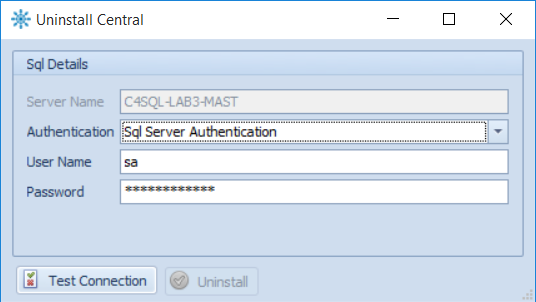 Uninstall Central
Sql Details
Server Name C4SQL-LAB3-MAST
Authentication Sql Server Authentication
User Name sa
Password ************
Test Connection Uninstall